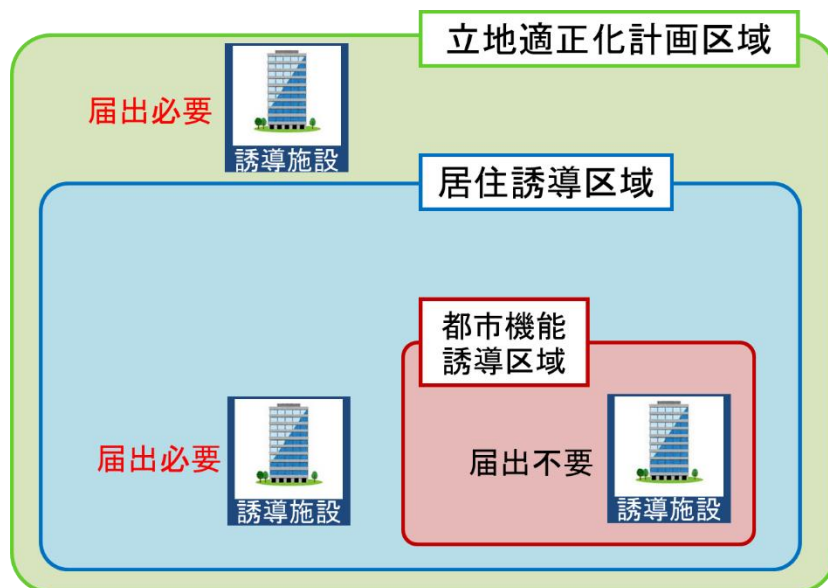 立地適正化計画区域
届出必要
誘導施設
居住誘導区域
都市機能
誘導区域
届出必要
誘導施設
届出不要
誘導施設